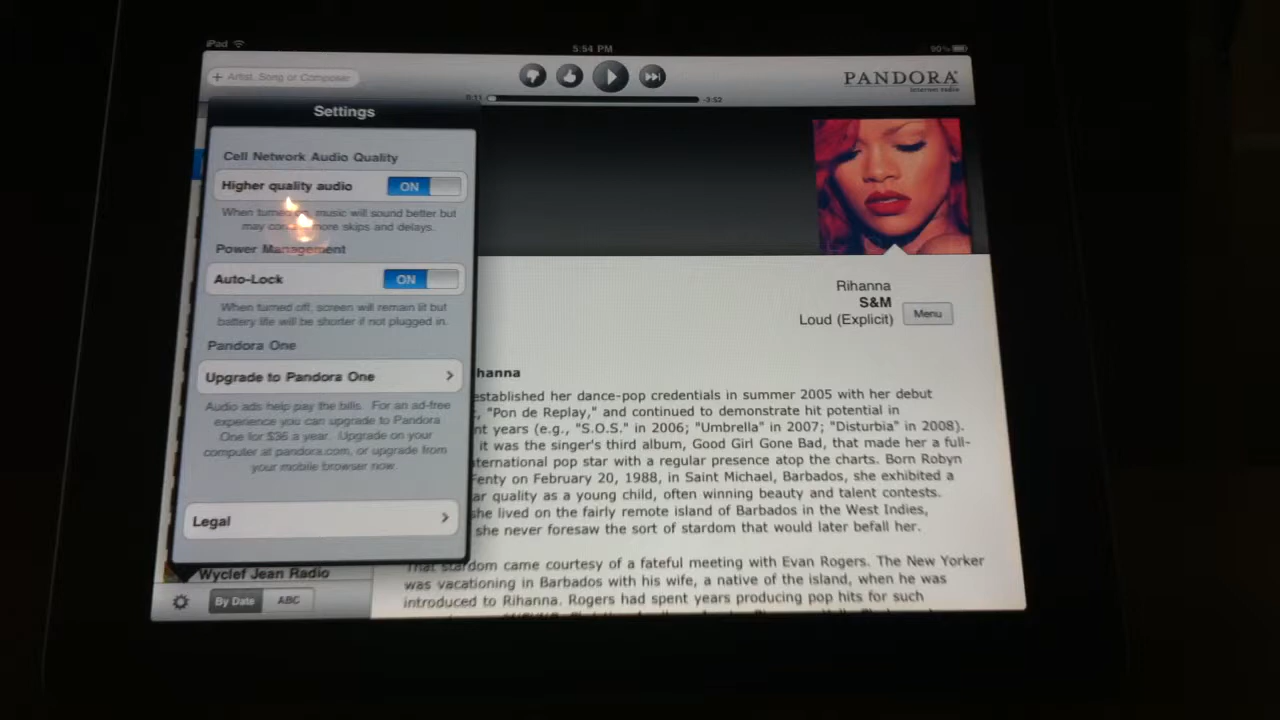 iPad
5:54 PM
+ Artist, Song or Composer
PANDORA
internet radio
0:11
-3:52
Settings
Cell Network Audio Quality
Higher quality audio
ON
When turned music will sound better but
may more skips and delays.
Power Management
Auto-Lock
ON
When turned off, screen will remain lit but
battery life will be shorter if not plugged in.
Pandora One
Upgrade to Pandora One
Audio ads help pay the bills. For an ad-free
experience you can upgrade to Pandora
One for $36 a year. Upgrade on your
computer at pandora.com, or upgrade from
your mobile browser now.
Legal
Wyclef Jean Radio
By Date
ABC
Rihanna
S&M
Loud (Explicit)
Menu
hanna
established her dance-pop credentials in summer 2005 with her debut
, "Pon de Replay," and continued to demonstrate hit potential in
nt years (e.g., "S.O.S." in 2006; "Umbrella" in 2007; "Disturbia" in 2008).
it was the singer's third album, Good Girl Gone Bad, that made her a full-
ternational pop star with a regular presence atop the charts. Born Robyn
Fenty on February 20, 1988, in Saint Michael, Barbados, she exhibited a
ar quality as a young child, often winning beauty and talent contests.
she lived on the fairly remote island of Barbados in the West Indies,
she never foresaw the sort of stardom that would later befall her.
That stardom came courtesy of a fateful meeting with Evan Rogers. The New Yorker
was vacationing in Barbados with his wife, a native of the island, when he was
introduced to Rihanna. Rogers had spent years producing pop hits for such